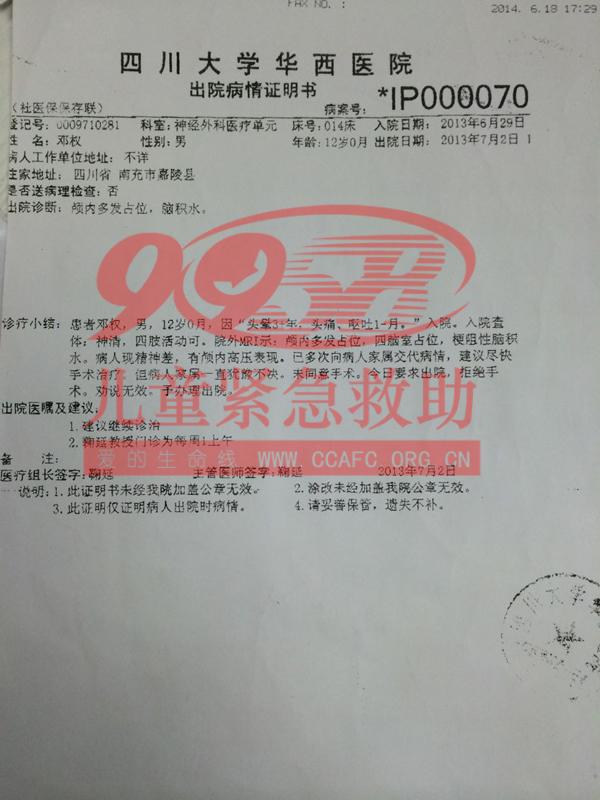 FAX NO. :
2014. 6.18 17:29
四川大学华西医院
出院病情证明书
(社医保保存联)
病案号: *IP000070
登记号: 0009710281 科室: 神经外科医疗单元 床号: 014床 入院日期: 2013年6月29日
姓 名: 邓权 性别: 男 年龄: 12岁0月 出院日期: 2013年7月2日 1
病人工作单位地址: 不详
住家地址: 四川省 南充市嘉陵县
是否送病理检查: 否
出院诊断: 颅内多发占位, 脑积水。
995H
诊疗小结: 患者邓权, 男, 12岁0月, 因“头晕3+年, 头痛、呕吐1+月。”入院。入院查
体: 神清, 四肢活动可。院外MRI示: 颅内多发占位, 四脑室占位, 梗阻性脑积
水。病人现精神差, 有颅内高压表现。已多次向病人家属交代病情, 建议尽快
手术治疗, 但病人家属一直犹豫不决。未同意手术。今日要求出院, 拒绝手
术。劝说无效。予办理出院。
儿童紧急救助
出院医嘱及建议:
1. 建议继续诊治
2. 鞠延教授门诊为每周1上午
爱的生命线 WWW.CCAFC.ORG.CN
备 注:
医疗组长签字: 鞠延 主管医师签字: 鞠延 2013年7月2日
说明: 1. 此证明书未经我院加盖公章无效。 2. 涂改未经加盖我院公章无效。
3. 此证明仅证明病人出院时病情。 4. 请妥善保管, 遗失不补。
川大学